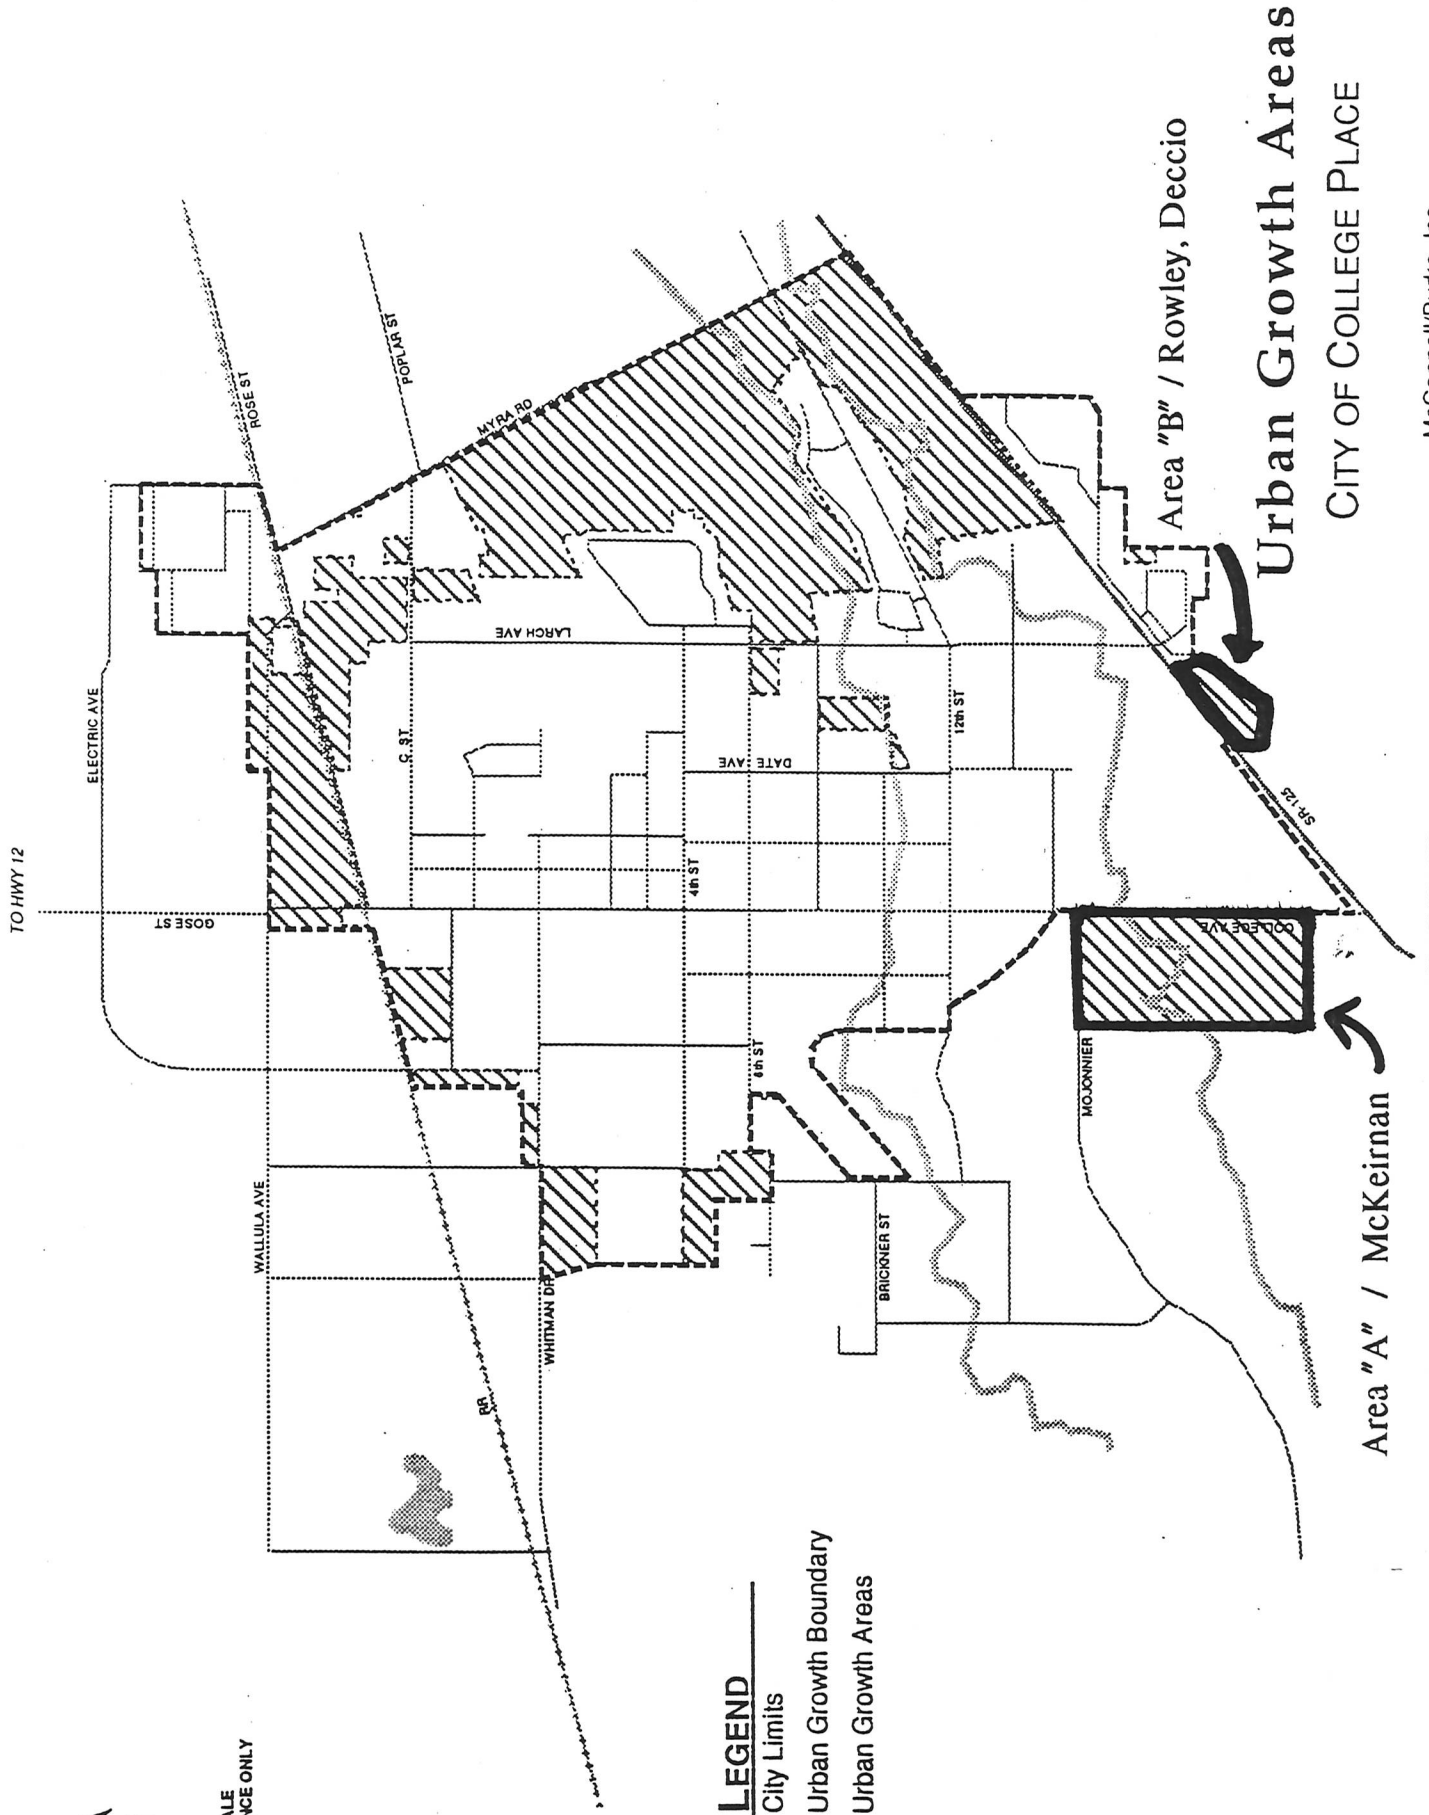 TO HWY 12
ELECTRIC AVE
GOSE ST
ROSE ST
POPLAR ST
MYRA RD
LARCH AVE
C ST
DATE AVE
4th ST
12th ST
6th ST
WALLULA AVE
WHITMAN DR
RR
BRICKNER ST
MOJONNIER
COLLEGE AVE
SR-125
Area "A" / McKeirnan
Area "B" / Rowley, Deccio
Urban Growth Areas
CITY OF COLLEGE PLACE
LEGEND
City Limits
Urban Growth Boundary
Urban Growth Areas
NCE ONLY